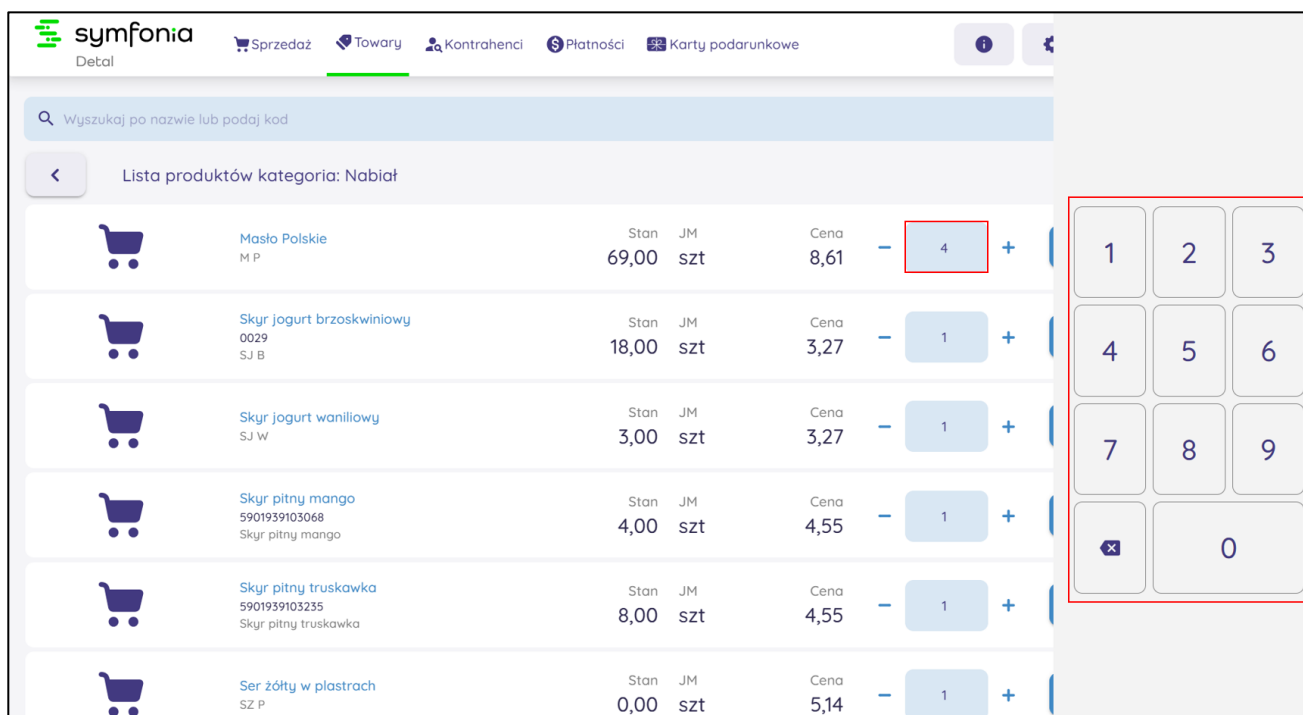 symfonia
Detal
Sprzedaż Towary Kontrahenci Płatności Karty podarunkowe
Wyszukaj po nazwie lub podaj kod
Lista produktów kategoria: Nabiał
Masło Polskie
M P
Stan JM Cena
69,00 szt 8,61 − 4 +
Skyr jogurt brzoskwiniowy
0029
SJ B
Stan JM Cena
18,00 szt 3,27 − 1 +
Skyr jogurt waniliowy
SJ W
Stan JM Cena
3,00 szt 3,27 − 1 +
Skyr pitny mango
5901939103068
Skyr pitny mango
Stan JM Cena
4,00 szt 4,55 − 1 +
Skyr pitny truskawka
5901939103235
Skyr pitny truskawka
Stan JM Cena
8,00 szt 4,55 − 1 +
Ser żółty w plastrach
SZ P
Stan JM Cena
0,00 szt 5,14 − 1 +
1 2 3
4 5 6
7 8 9
0